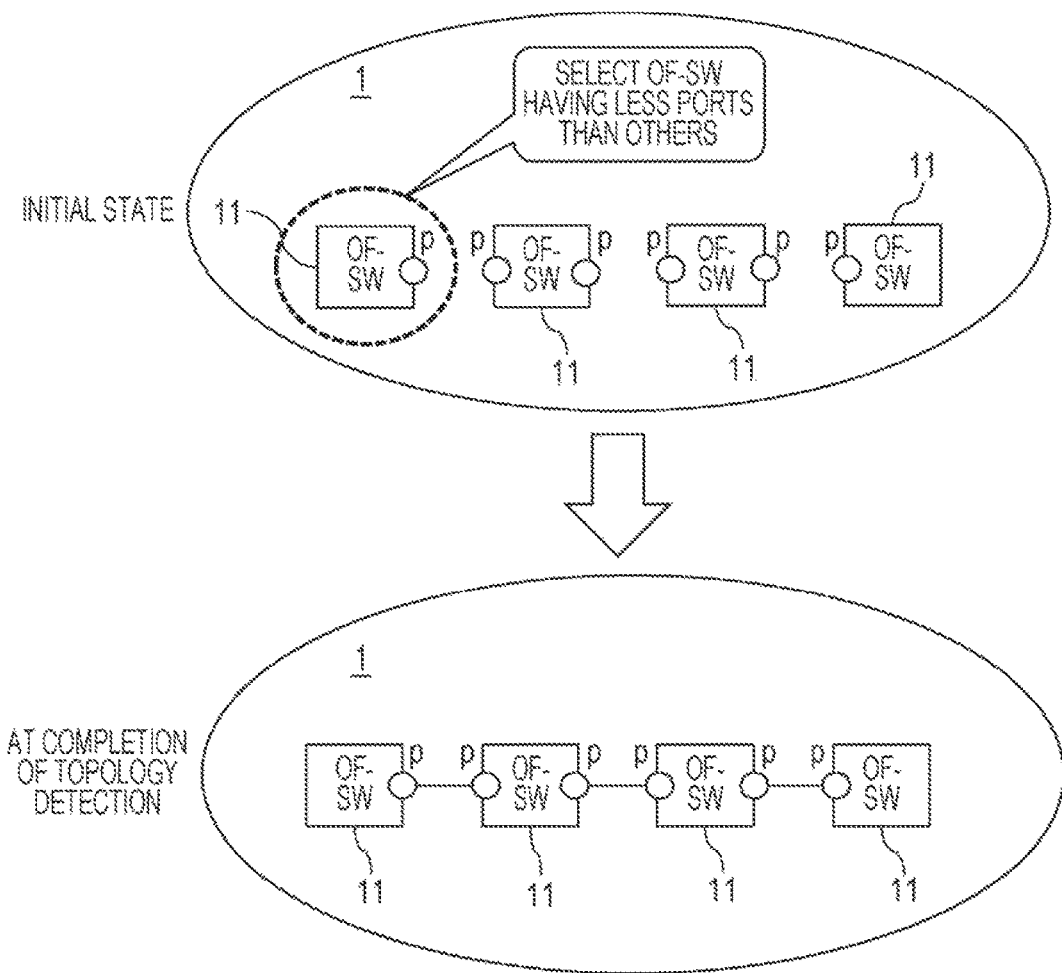 1
SELECT OF-SW
HAVING LESS PORTS
THAN OTHERS
INITIAL STATE
11
11
OF-
SW
p
p
OF-
SW
p
p
OF-
SW
p
p
OF-
SW
11
11
1
AT COMPLETION
OF TOPOLOGY
DETECTION
OF-
SW
p
p
OF-
SW
p
p
OF-
SW
p
p
OF-
SW
11
11
11
11